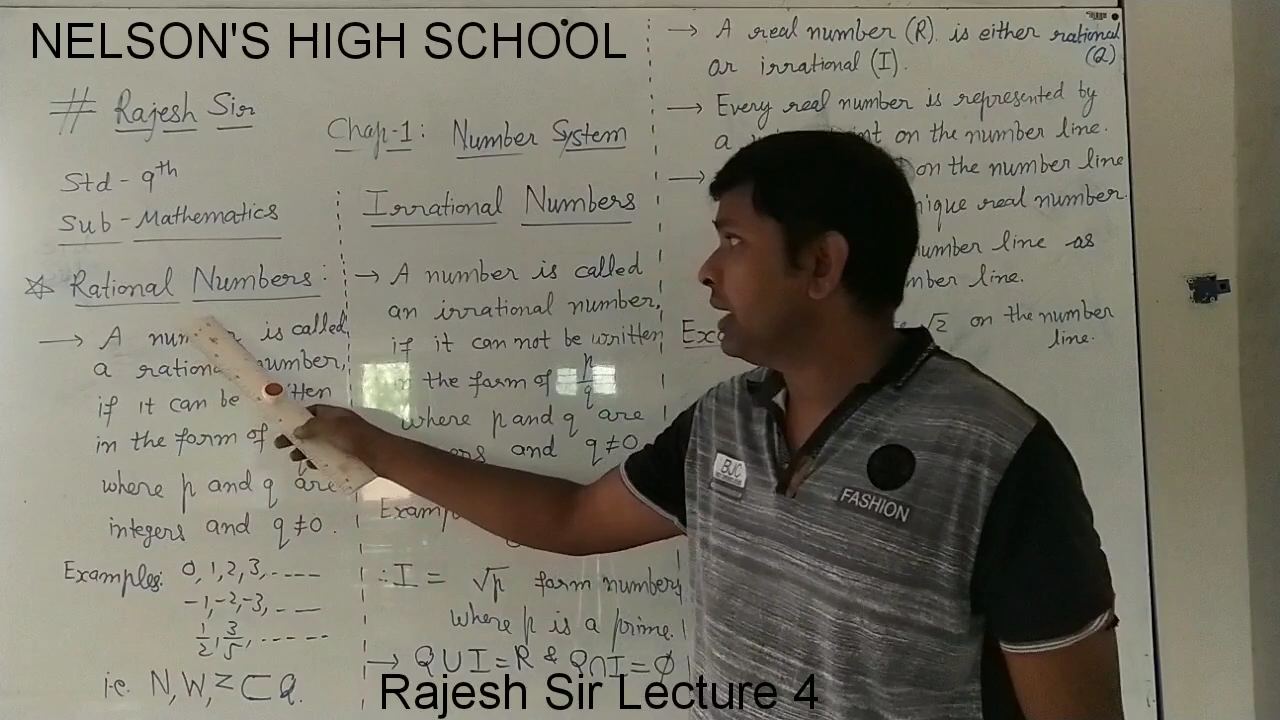 NELSON'S HIGH SCHOOL
# Rajesh Sir
Std - 9th
Sub - Mathematics
Chap-1: Number System
☆ Rational Numbers:
→ A is called
a number,
if it can be
in the form of
where p and q are
integers and q ≠ 0.
Examples: 0, 1, 2, 3, -----
-1, -2, -3, -----
1/2, 3/5, -----
i.e. N, W, Z ⊂ Q.
Irrational Numbers
→ A number is called
an irrational number,
if it can not be written
the form of p/q
where p and q are
and q ≠ 0
∴ I = √p form numbers
where p is a prime.
→ Q ∪ I = R & Q ∩ I = ∅
→ A real number (R) is either rational (Q)
or irrational (I).
→ Every real number is represented by
a on the number line.
→ on the number line
real number.
number line as
line.
√2 on the number
line.
BJC
FASHION
Rajesh Sir Lecture 4